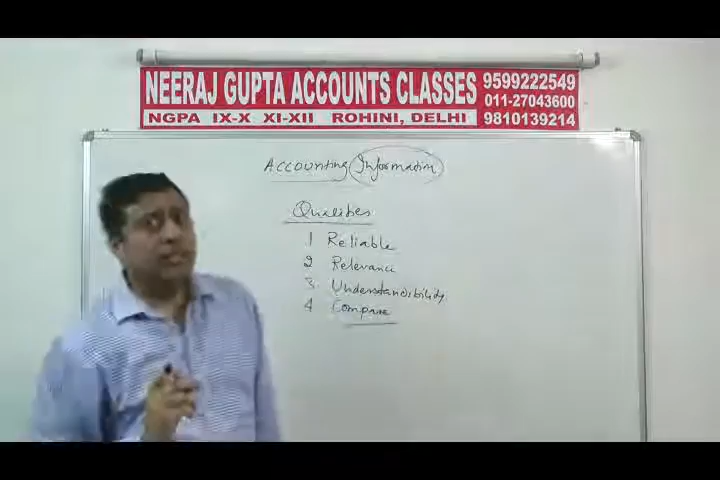 NEERAJ GUPTA ACCOUNTS CLASSES
9599222549
011-27043600
NGPA IX-X XI-XII ROHINI, DELHI
9810139214
Accounting Information
Qualities
1 Reliable
2 Relevance
3 Understandibility
4 Compare